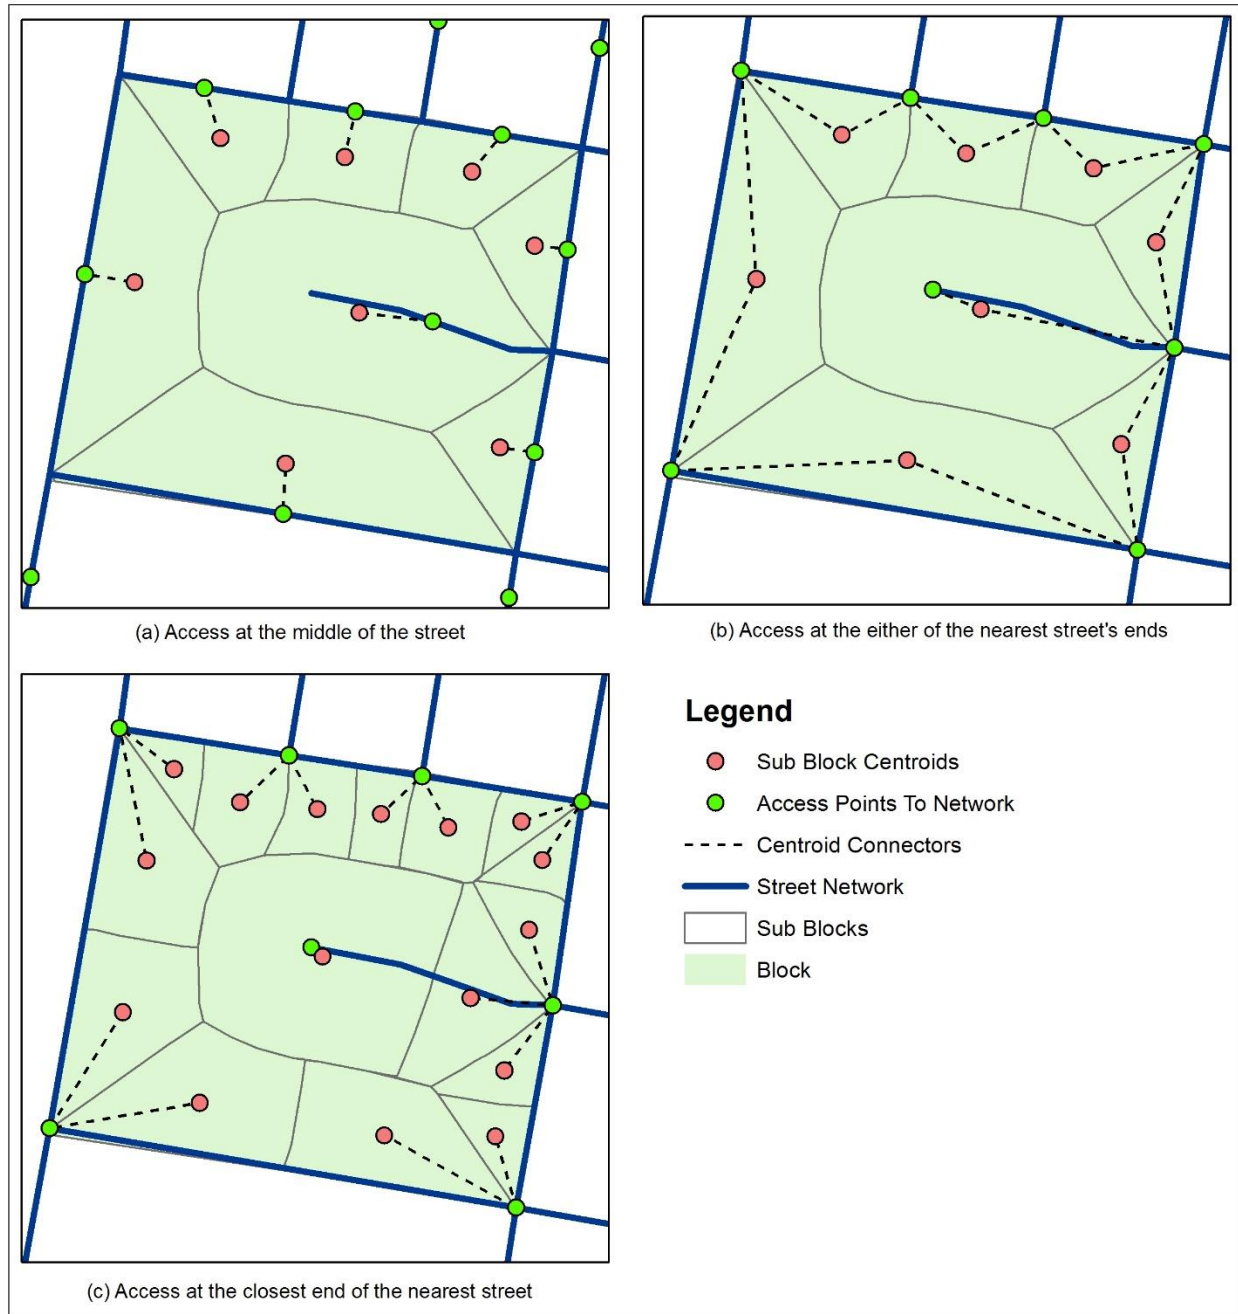 (a) Access at the middle of the street
(b) Access at the either of the nearest street's ends
(c) Access at the closest end of the nearest street
Legend
Sub Block Centroids
Access Points To Network
Centroid Connectors
Street Network
Sub Blocks
Block